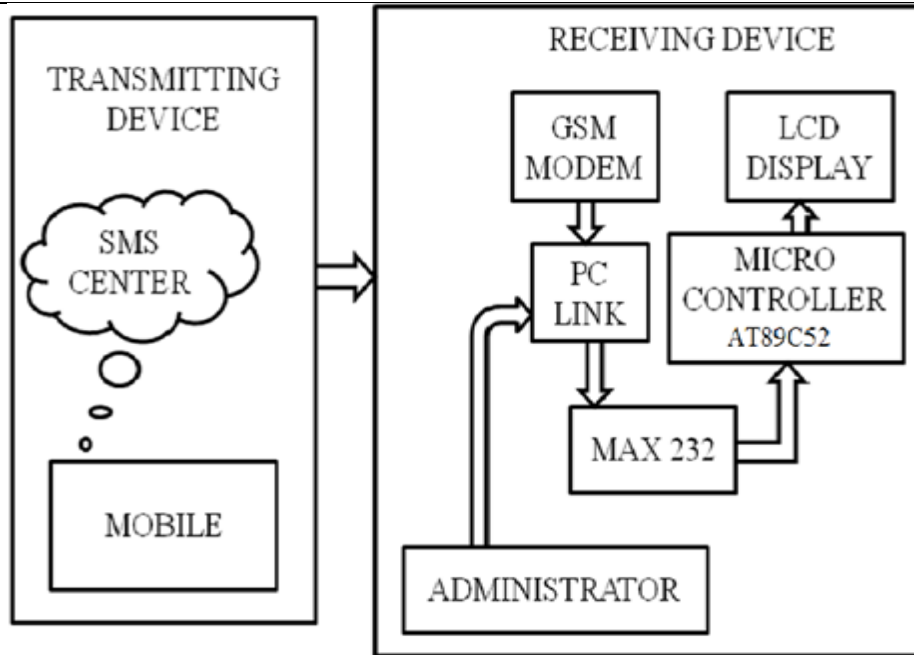 TRANSMITTING
DEVICE
SMS
CENTER
MOBILE
RECEIVING DEVICE
GSM
MODEM
LCD
DISPLAY
PC
LINK
MICRO
CONTROLLER
AT89C52
MAX 232
ADMINISTRATOR